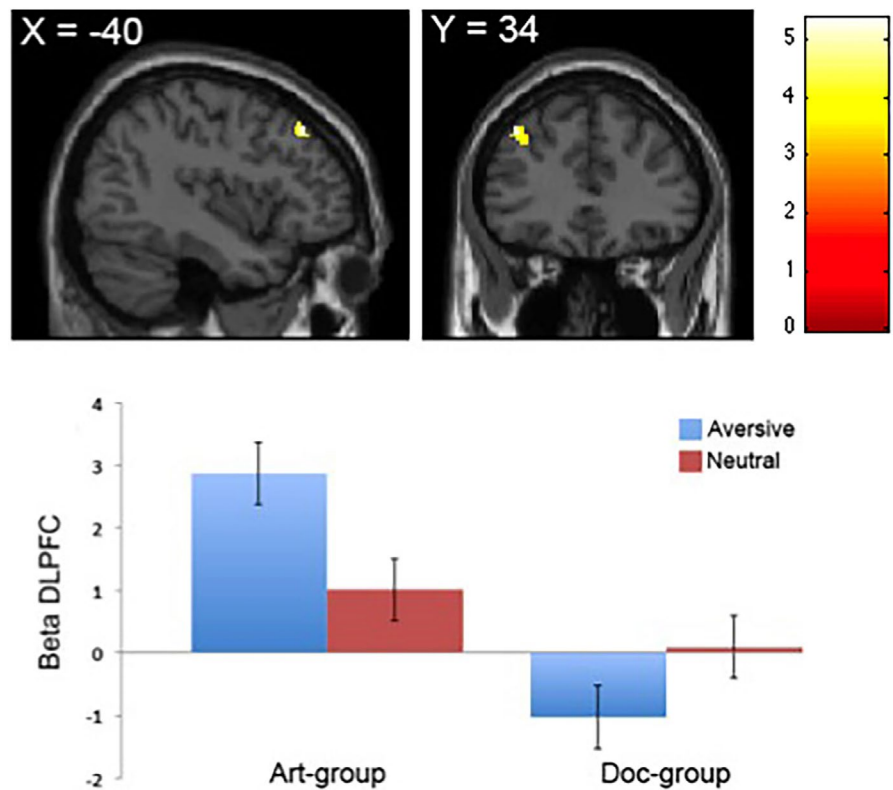 X = -40
Y = 34
5
4
3
2
1
0
4
3
2
1
0
-1
-2
Beta DLPFC
Aversive
Neutral
Art-group
Doc-group